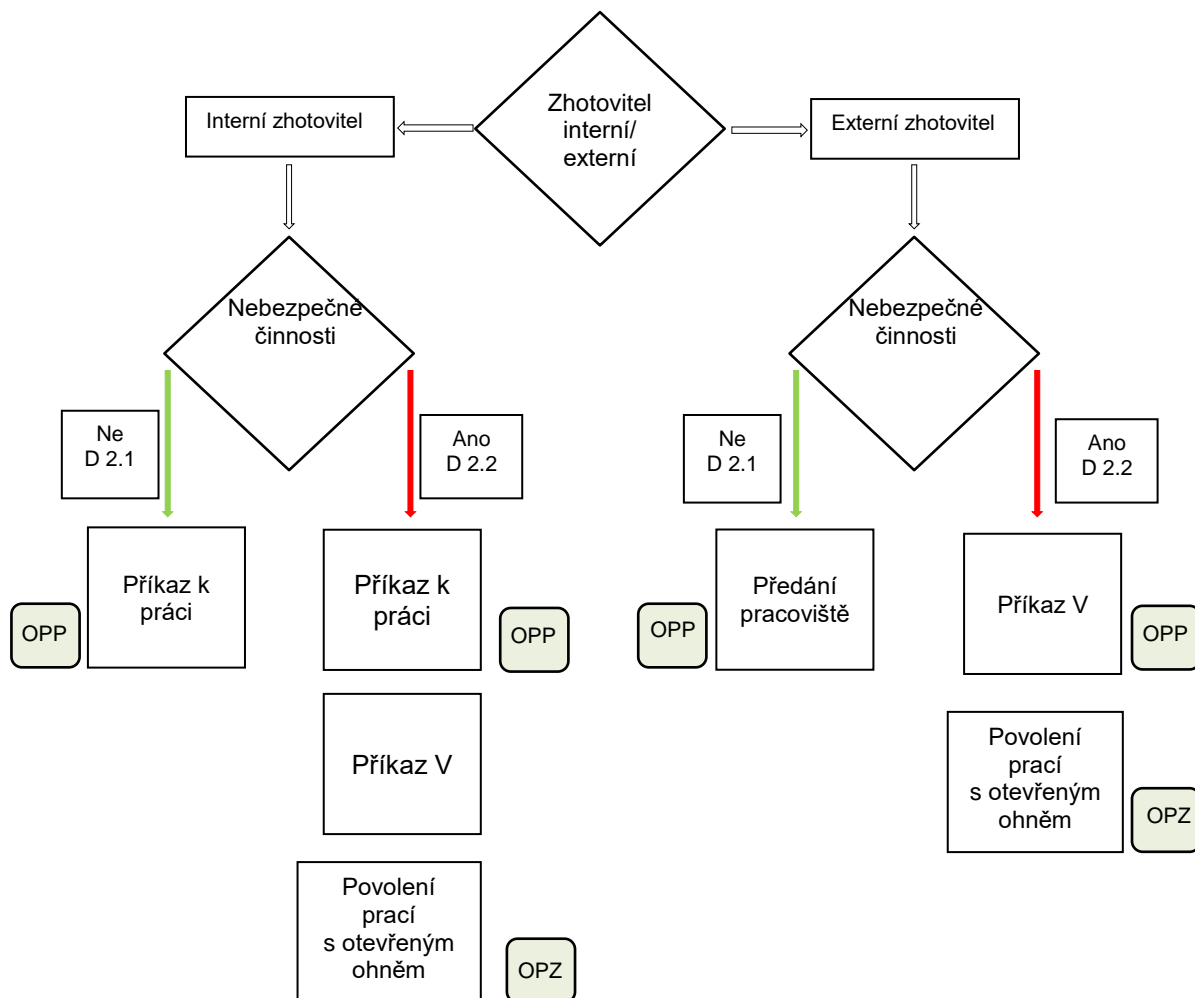 Zhotovitel
interní/
externí
Interní zhotovitel
Externí zhotovitel
Nebezpečné
činnosti
Nebezpečné
činnosti
Ne
D 2.1
Ano
D 2.2
Ne
D 2.1
Ano
D 2.2
Příkaz k
práci
OPP
Příkaz k
práci
OPP
Předání
pracoviště
OPP
Příkaz V
OPP
Příkaz V
Povolení
prací
s otevřeným
ohněm
OPZ
Povolení
prací
s otevřeným
ohněm
OPZ